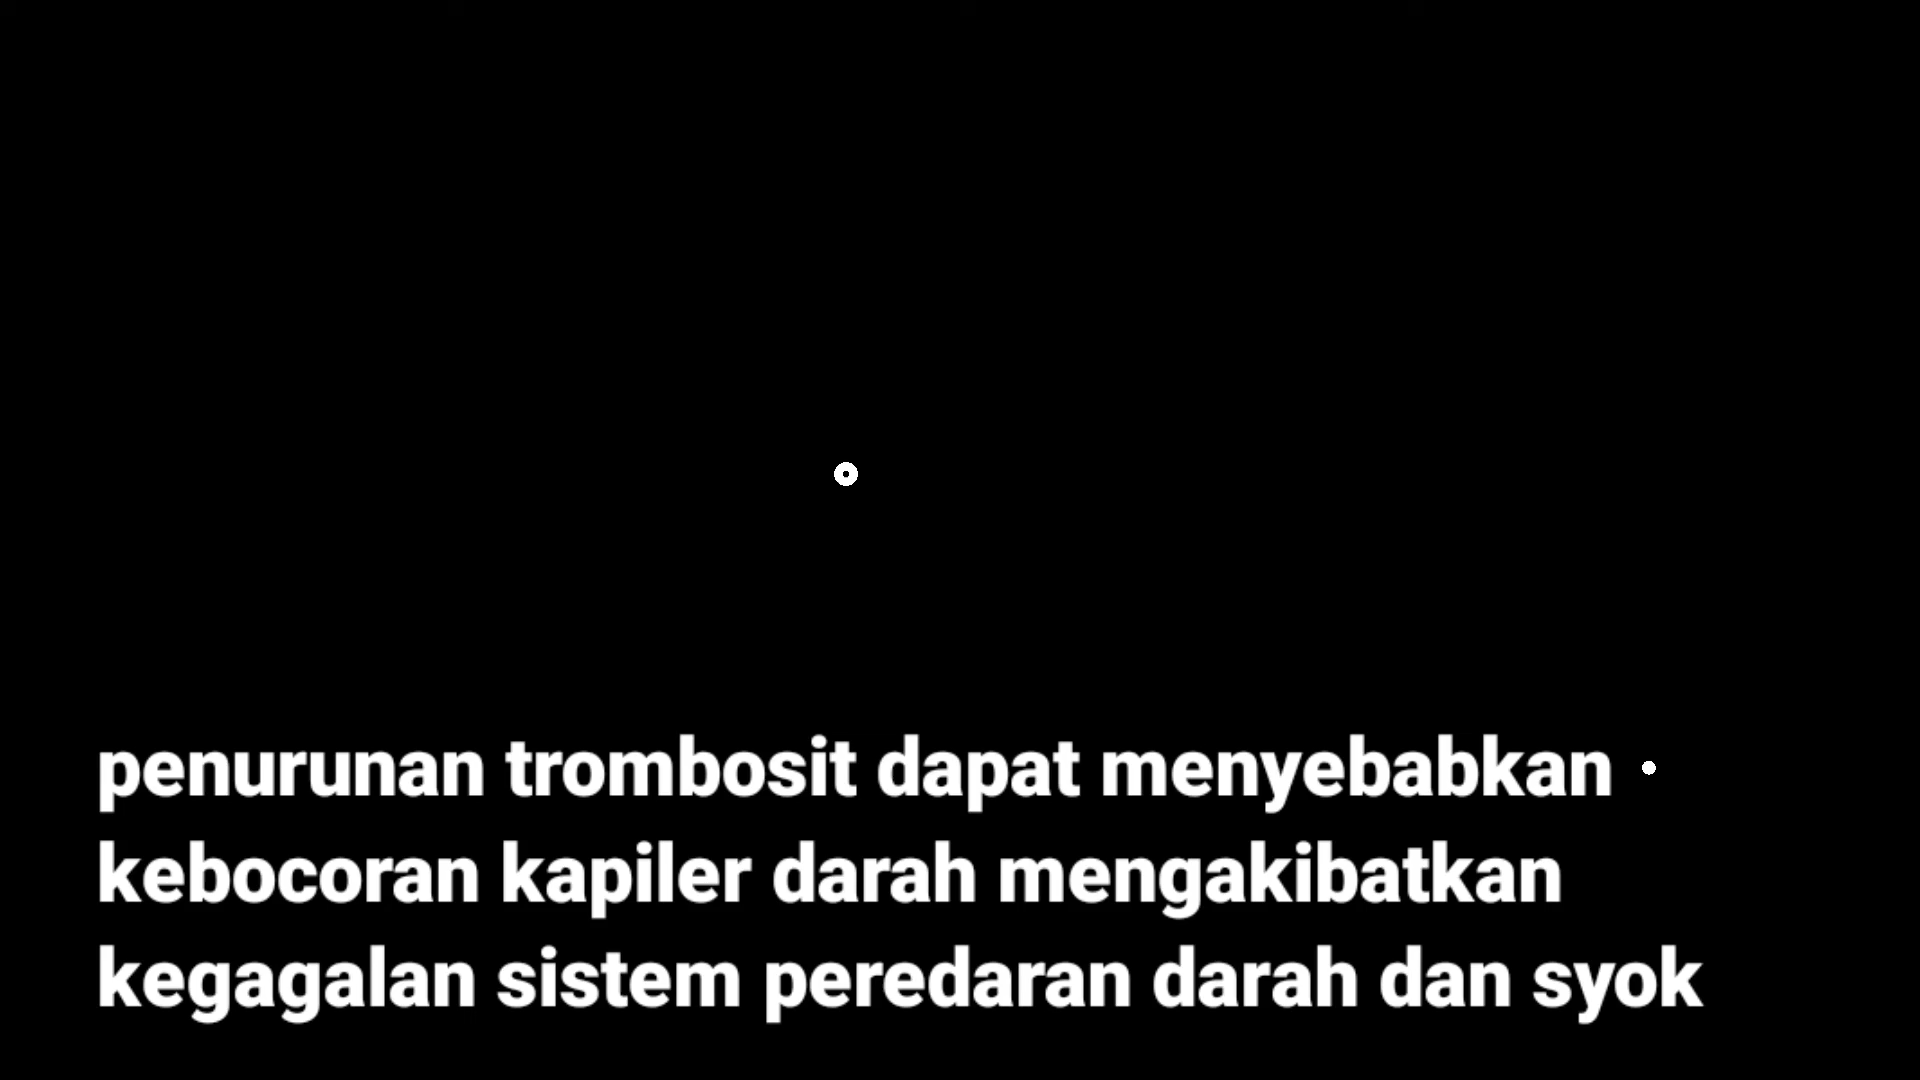 penurunan trombosit dapat menyebabkan
kebocoran kapiler darah mengakibatkan
kegagalan sistem peredaran darah dan syok